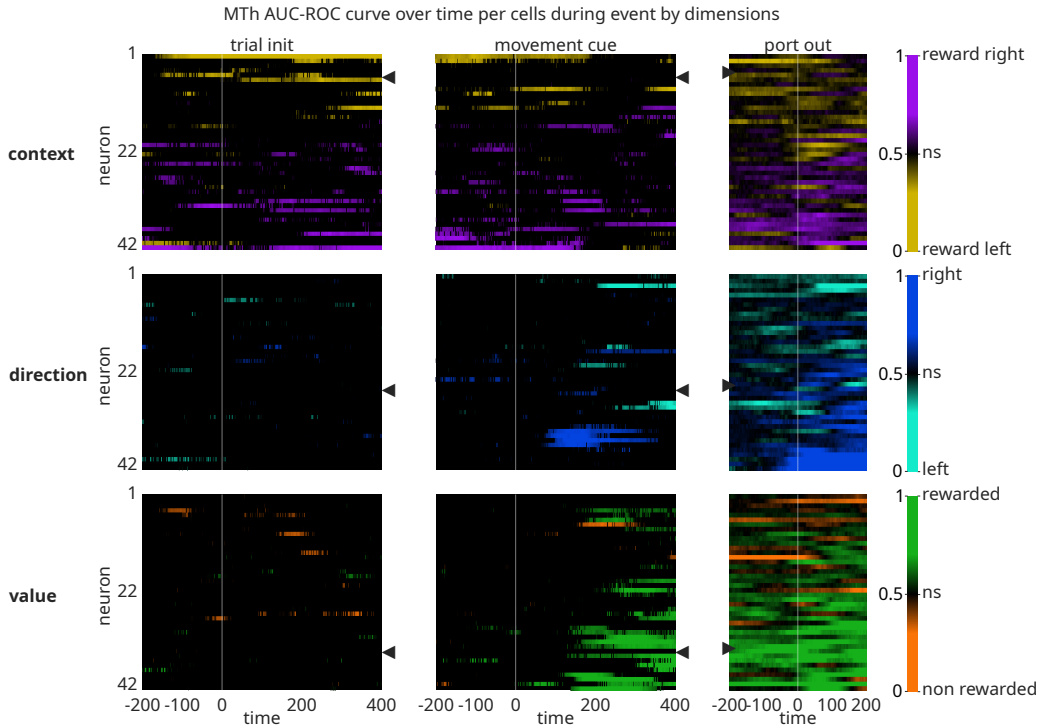 MTh AUC-ROC curve over time per cells during event by dimensions
trial init
movement cue
port out
context
neuron
1
22
42
1
0.5
0
reward right
ns
reward left
direction
neuron
1
22
42
1
0.5
0
right
ns
left
value
neuron
1
22
42
1
0.5
0
rewarded
ns
non rewarded
-200 -100 0 200 400
time
-200 -100 0 200 400
time
-200 -100 0 100 200
time